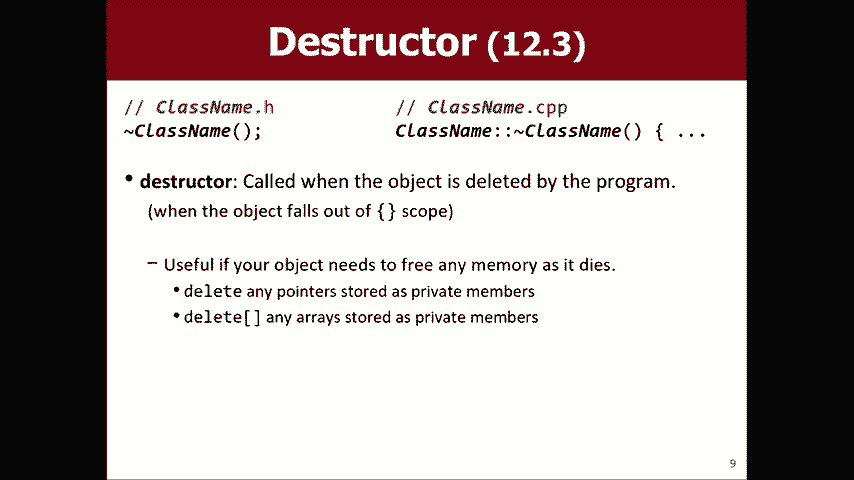 Destructor (12.3)
// ClassName.h
~ClassName();
// ClassName.cpp
ClassName::~ClassName() { ...
• destructor: Called when the object is deleted by the program.
(when the object falls out of {} scope)
– Useful if your object needs to free any memory as it dies.
• delete any pointers stored as private members
• delete[] any arrays stored as private members
9